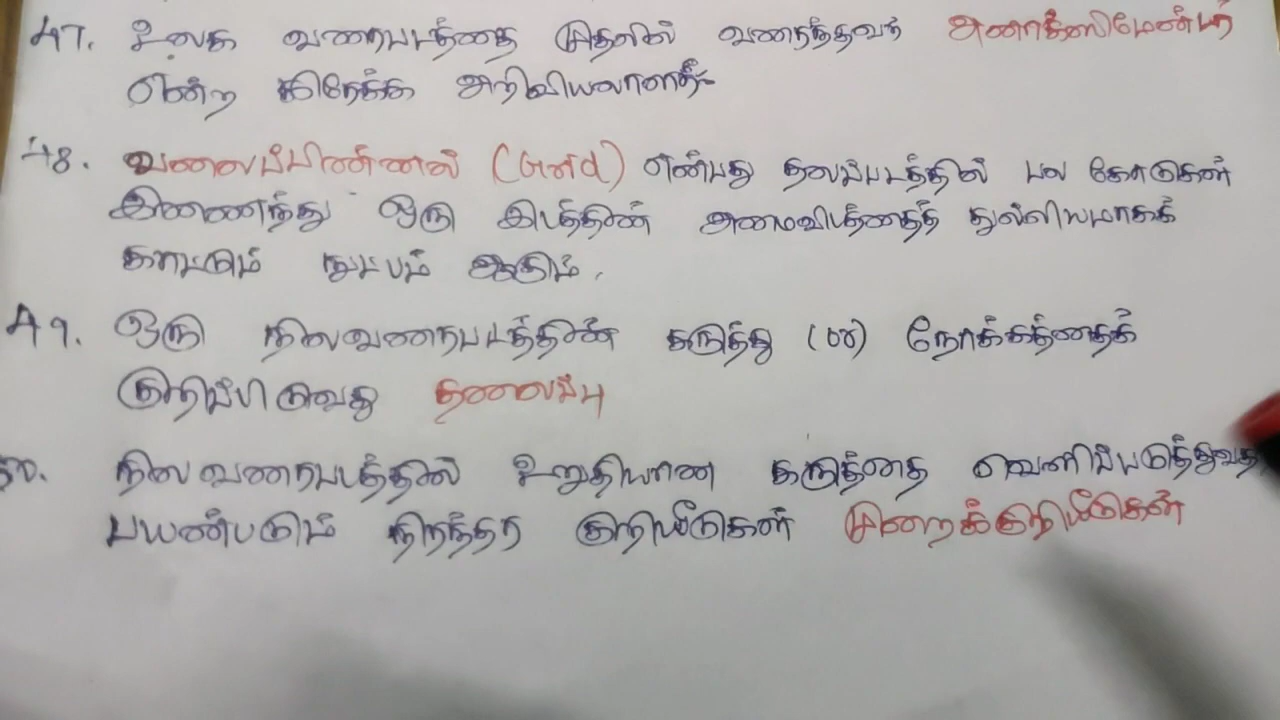 47. உலக வரைபடத்தை முதலில் வரைந்தவர் அனாக்ஸிமேண்டர்
என்ற கிரேக்க அறிவியலாளர்
48. வலைப்பின்னல் (Grid) என்பது நிலப்படத்தில் பல கோடுகள்
இணைந்து ஒரு இடத்தின் அமைவிடத்தைத் துல்லியமாகக்
காட்டும் நுட்பம் ஆகும்.
49. ஒரு நிலவரைபடத்தின் கருத்து (or) நோக்கத்தைக்
குறிப்பிடுவது தலைப்பு
50. நிலவரைபடத்தில் உறுதியான கருத்தை வெளிப்படுத்துவத
பயன்படும் நிரந்தர குறியீடுகள் முறைக்குறியீடுகள்